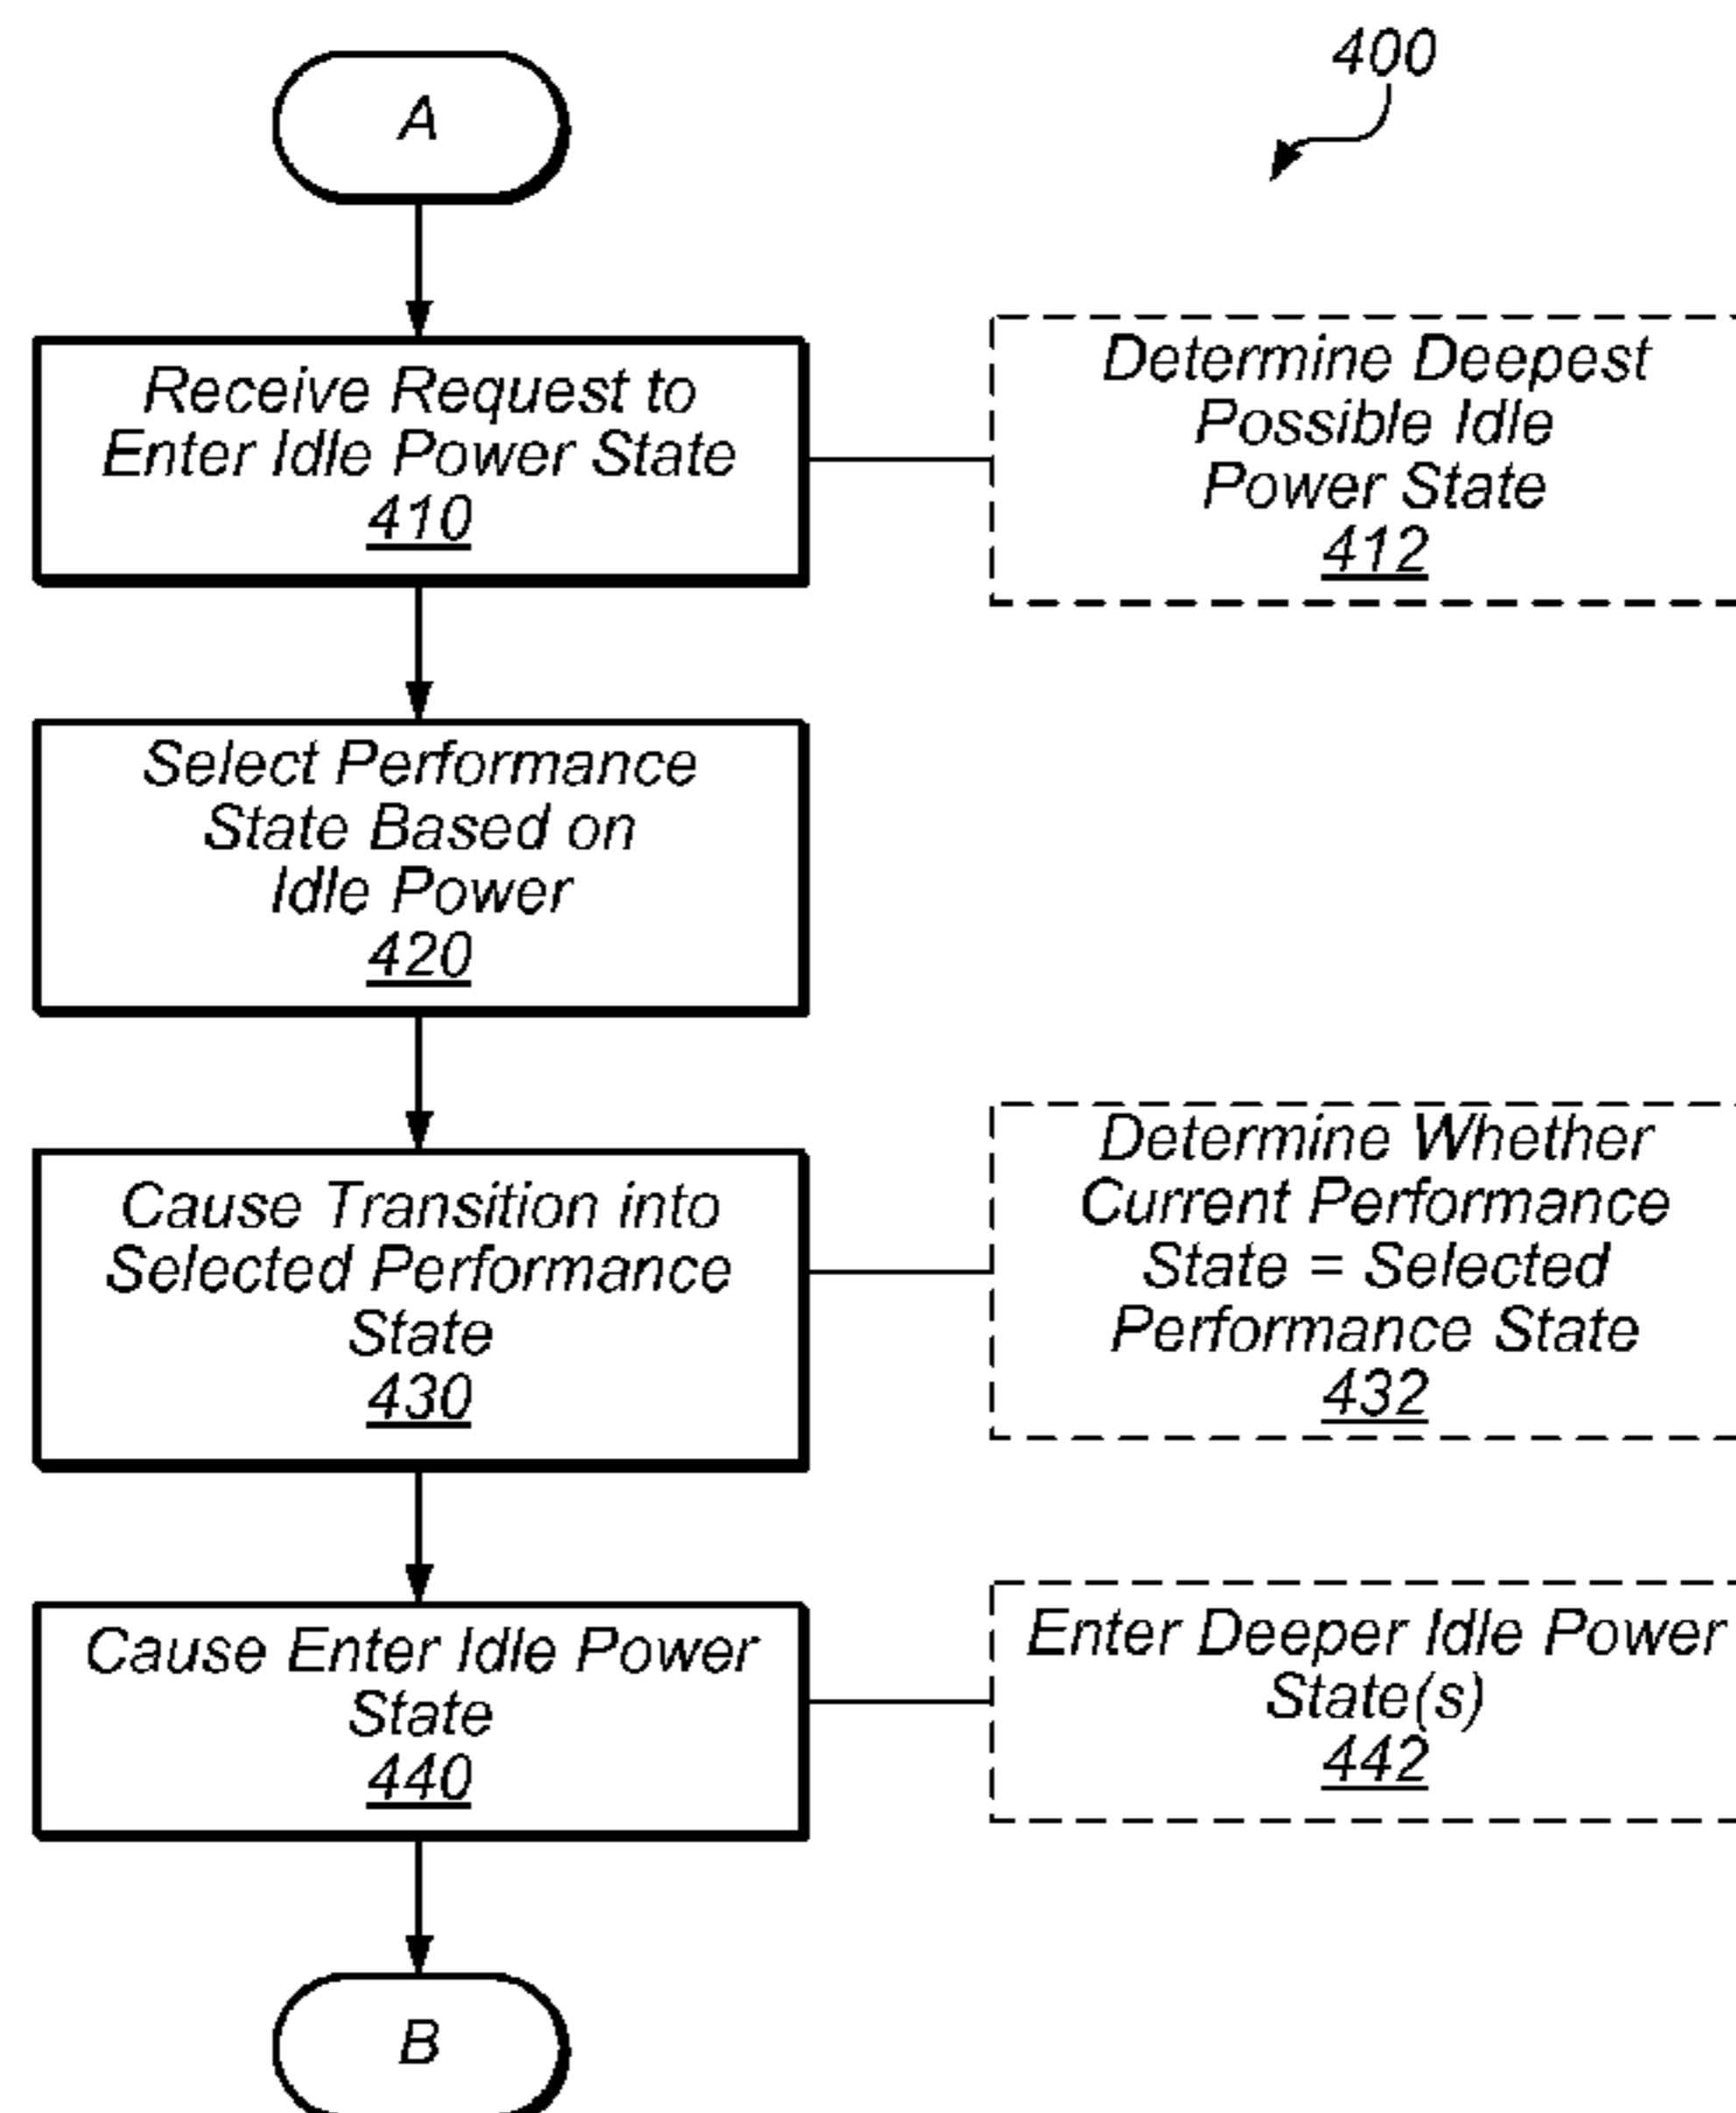 400
A
Receive Request to
Enter Idle Power State
410
Determine Deepest
Possible Idle
Power State
412
Select Performance
State Based on
Idle Power
420
Cause Transition into
Selected Performance
State
430
Determine Whether
Current Performance
State = Selected
Performance State
432
Cause Enter Idle Power
State
440
Enter Deeper Idle Power
State(s)
442
B